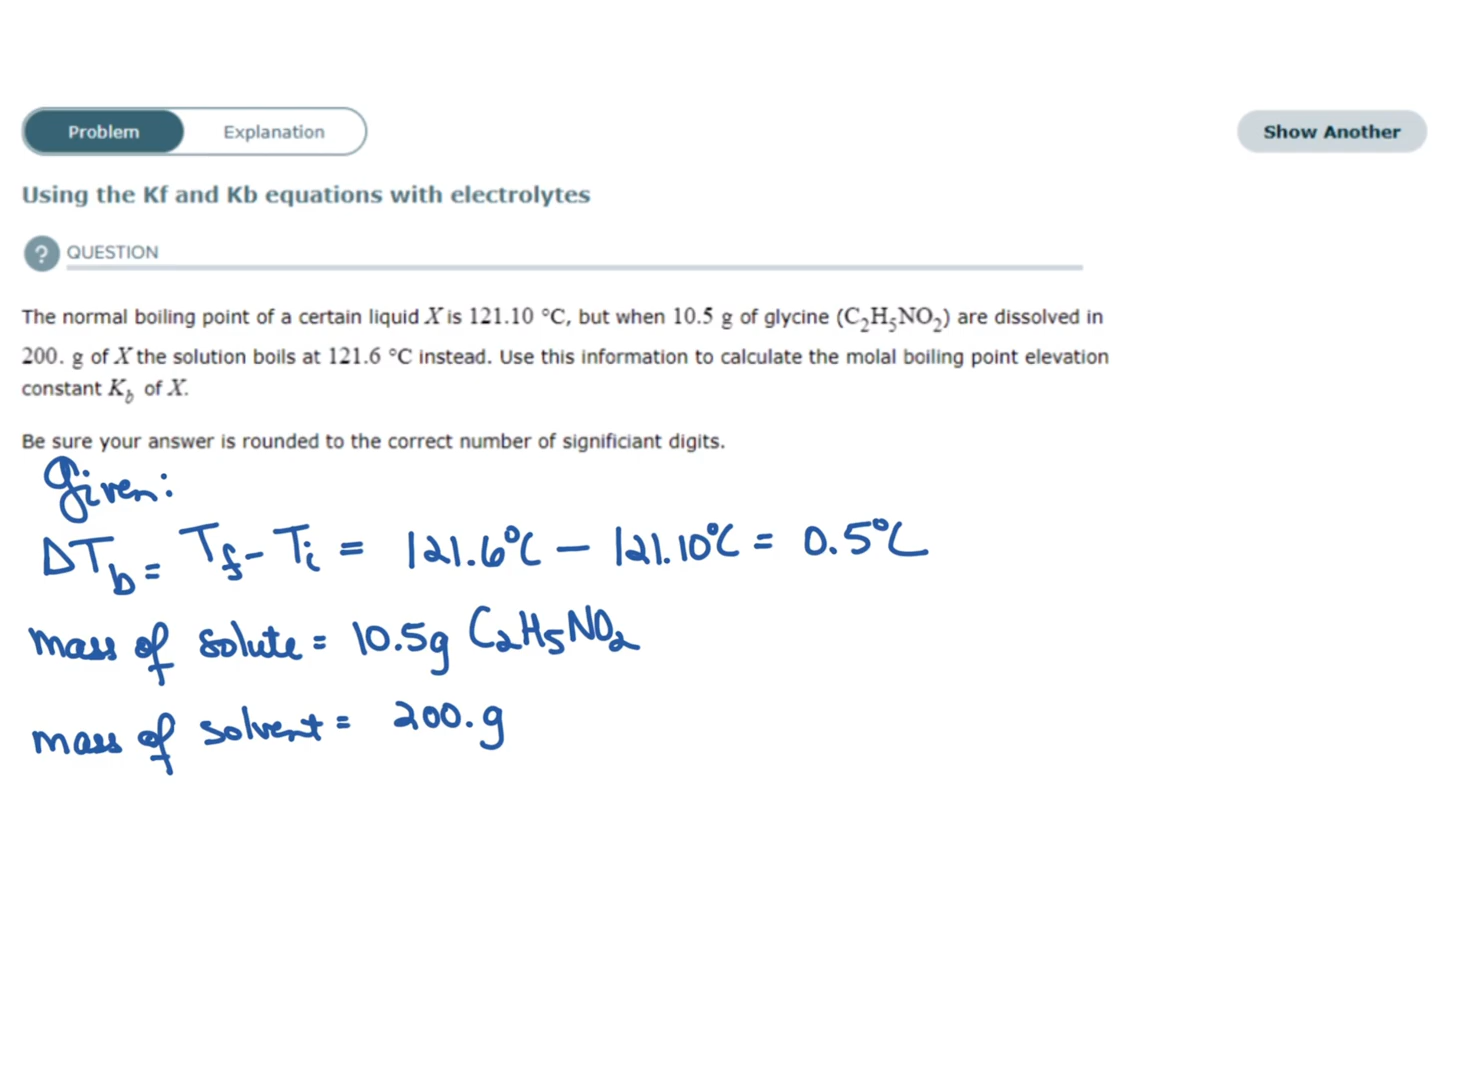 Problem Explanation Show Another
Using the Kf and Kb equations with electrolytes
? QUESTION
The normal boiling point of a certain liquid X is 121.10 °C, but when 10.5 g of glycine (C₂H₅NO₂) are dissolved in
200. g of X the solution boils at 121.6 °C instead. Use this information to calculate the molal boiling point elevation
constant K_b of X.
Be sure your answer is rounded to the correct number of significiant digits.
Given:
ΔT_b = T_f - T_i = 121.6°C - 121.10°C = 0.5°C
mass of solute = 10.5g C₂H₅NO₂
mass of solvent = 200. g